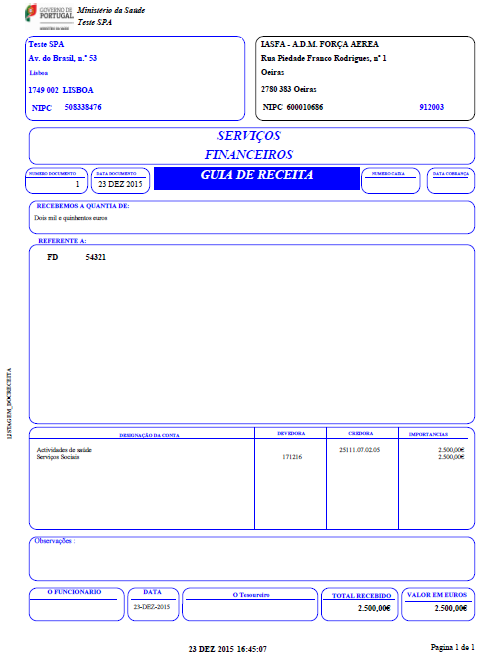 GOVERNO DE
PORTUGAL
MINISTÉRIO DA SAÚDE
Ministério da Saúde
Teste SPA
Teste SPA
Av. do Brasil, n.º 53
Lisboa
1749 002 LISBOA
NIPC 508338476
IASFA - A.D.M. FORÇA AEREA
Rua Piedade Franco Rodrigues, nº 1
Oeiras
2780 383 Oeiras
NIPC 600010686 912003
SERVIÇOS
FINANCEIROS
NUMERO DOCUMENTO
1
DATA DOCUMENTO
23 DEZ 2015
GUIA DE RECEITA
NUMERO CAIXA
DATA COBRANÇA
RECEBEMOS A QUANTIA DE:
Dois mil e quinhentos euros
REFERENTE A:
FD 54321
LISTAGEM_DOCRECEITA
DESIGNAÇÃO DA CONTA DEVEDORA CREDORA IMPORTANCIAS
Actividades de saúde 25111.07.02.05 2.500,00€
Serviços Sociais 171216 2.500,00€
Observações :
O FUNCIONARIO
DATA
23-DEZ-2015
O Tesoureiro
TOTAL RECEBIDO
2.500,00€
VALOR EM EUROS
2.500,00€
23 DEZ 2015 16:45:07
Pagina 1 de 1